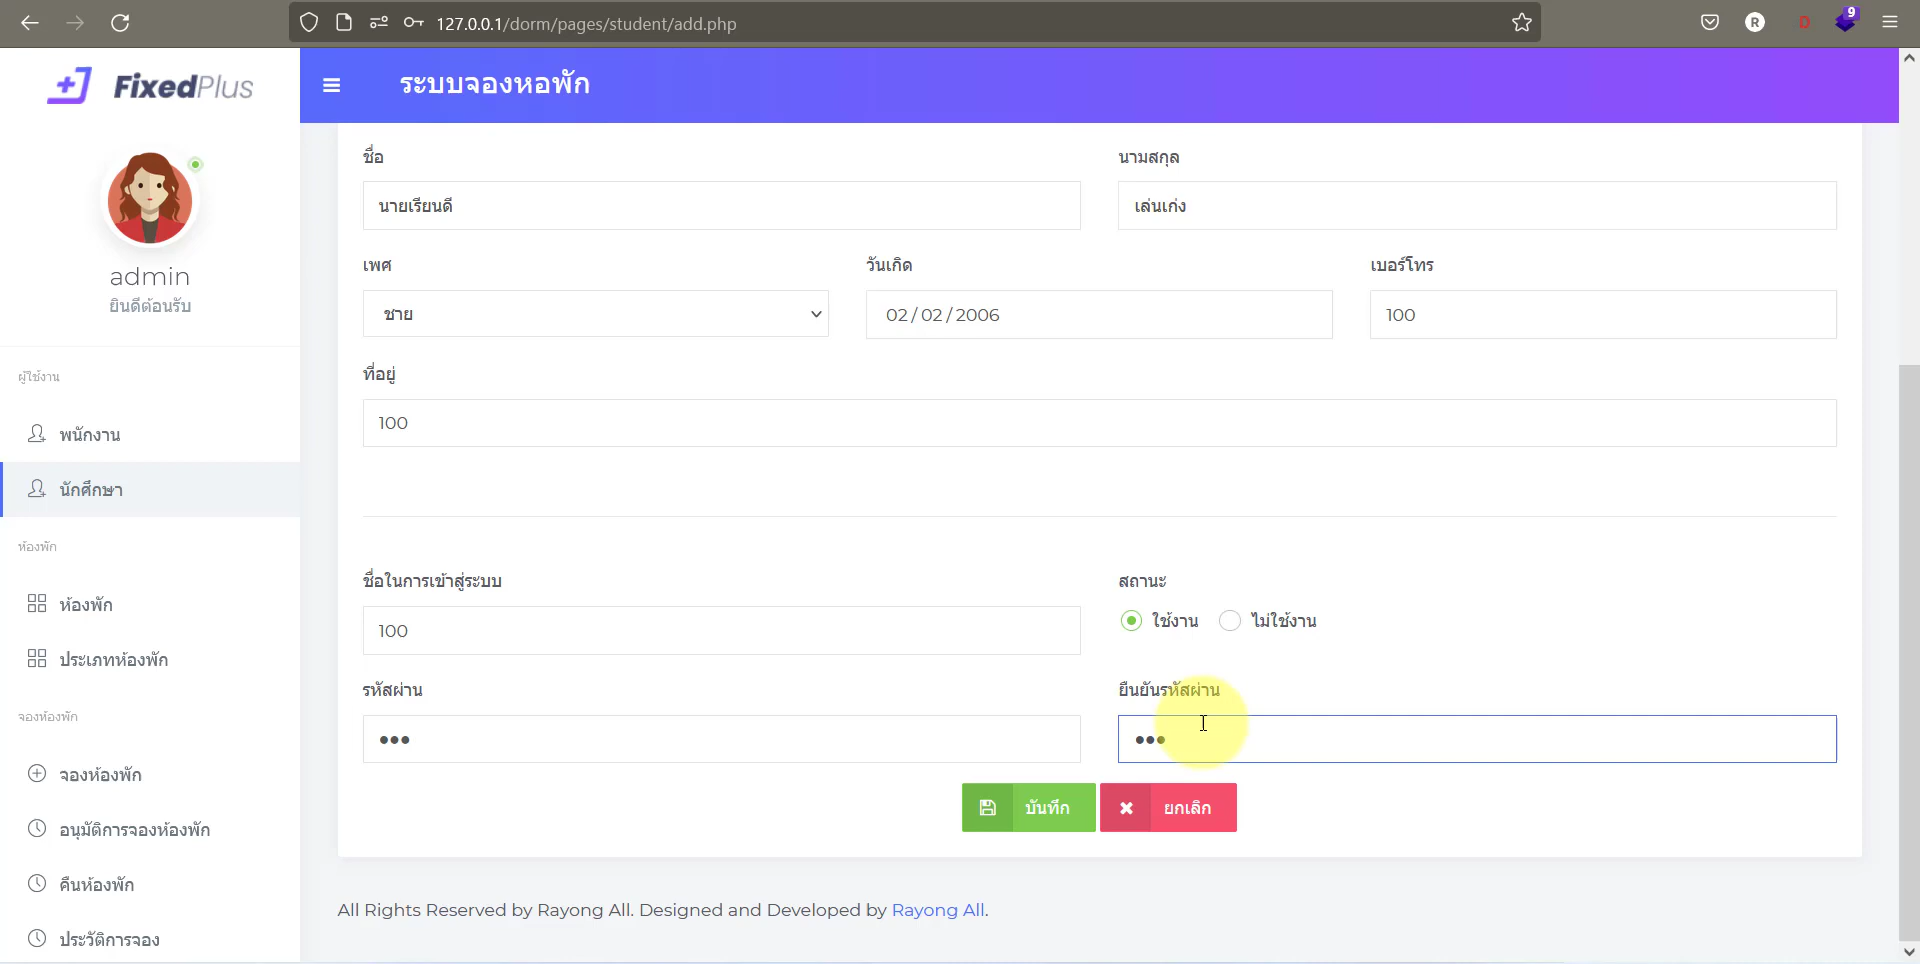 127.0.0.1/dorm/pages/student/add.php
R
D
9
FixedPlus
ระบบจองหอพัก
admin
ยินดีต้อนรับ
ผู้ใช้งาน
พนักงาน
นักศึกษา
ห้องพัก
ห้องพัก
ประเภทห้องพัก
จองห้องพัก
จองห้องพัก
อนุมัติการจองห้องพัก
คืนห้องพัก
ประวัติการจอง
ชื่อ
นามสกุล
นายเรียนดี
เล่นเก่ง
เพศ
วันเกิด
เบอร์โทร
ชาย
02 / 02 / 2006
100
ที่อยู่
100
ชื่อในการเข้าสู่ระบบ
สถานะ
100
ใช้งาน
ไม่ใช้งาน
รหัสผ่าน
ยืนยันรหัสผ่าน
บันทึก
ยกเลิก
All Rights Reserved by Rayong All. Designed and Developed by Rayong All.